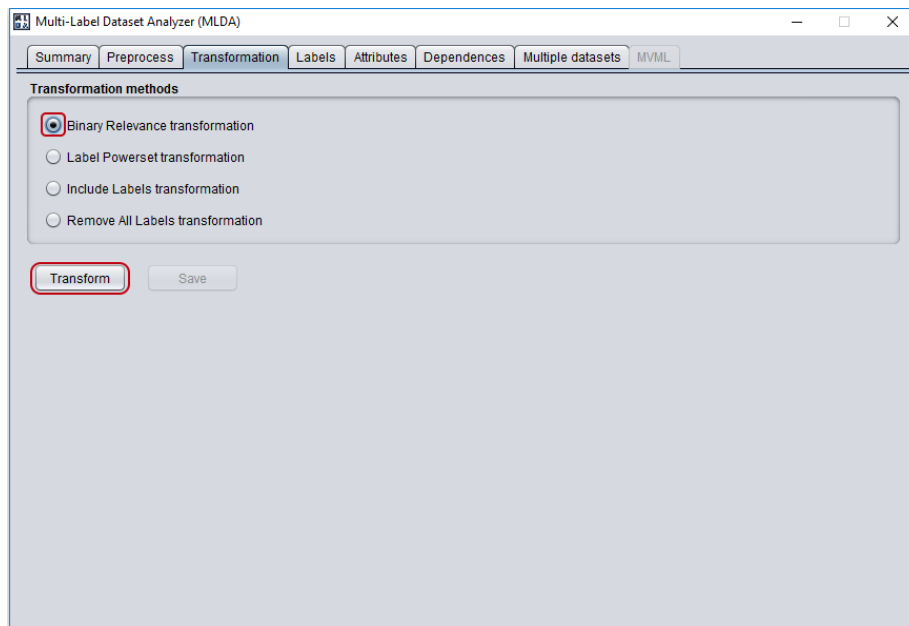 Multi-Label Dataset Analyzer (MLDA)
Summary Preprocess Transformation Labels Attributes Dependences Multiple datasets MVML
Transformation methods
Binary Relevance transformation
Label Powerset transformation
Include Labels transformation
Remove All Labels transformation
Transform Save